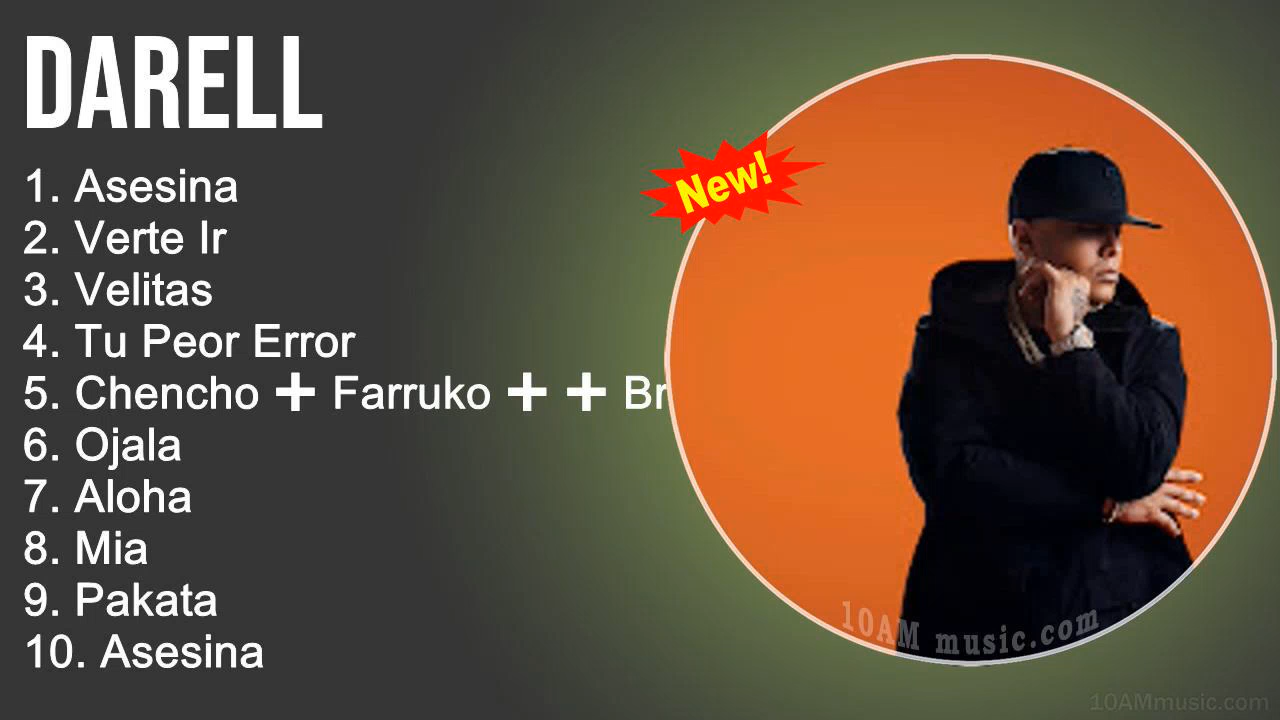 DARELL
New!
1. Asesina
2. Verte Ir
3. Velitas
4. Tu Peor Error
5. Chencho ➕ Farruko ➕ ➕ Br
6. Ojala
7. Aloha
8. Mia
9. Pakata
10. Asesina
10AM music.com
10AMmusic.com